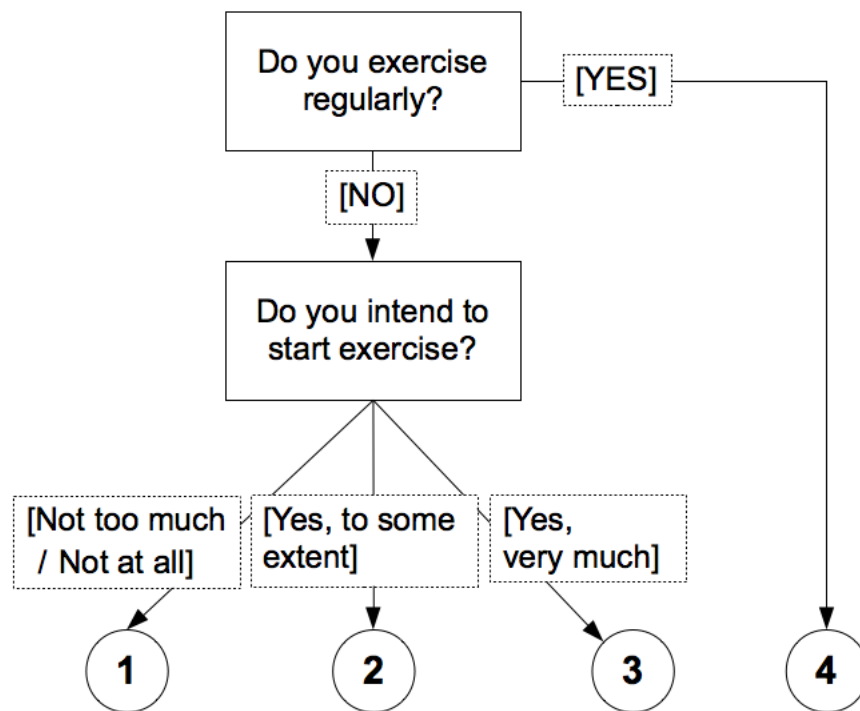 Do you exercise
regularly?
[YES]
[NO]
Do you intend to
start exercise?
[Not too much
/ Not at all]
[Yes, to some
extent]
[Yes,
very much]
1
2
3
4